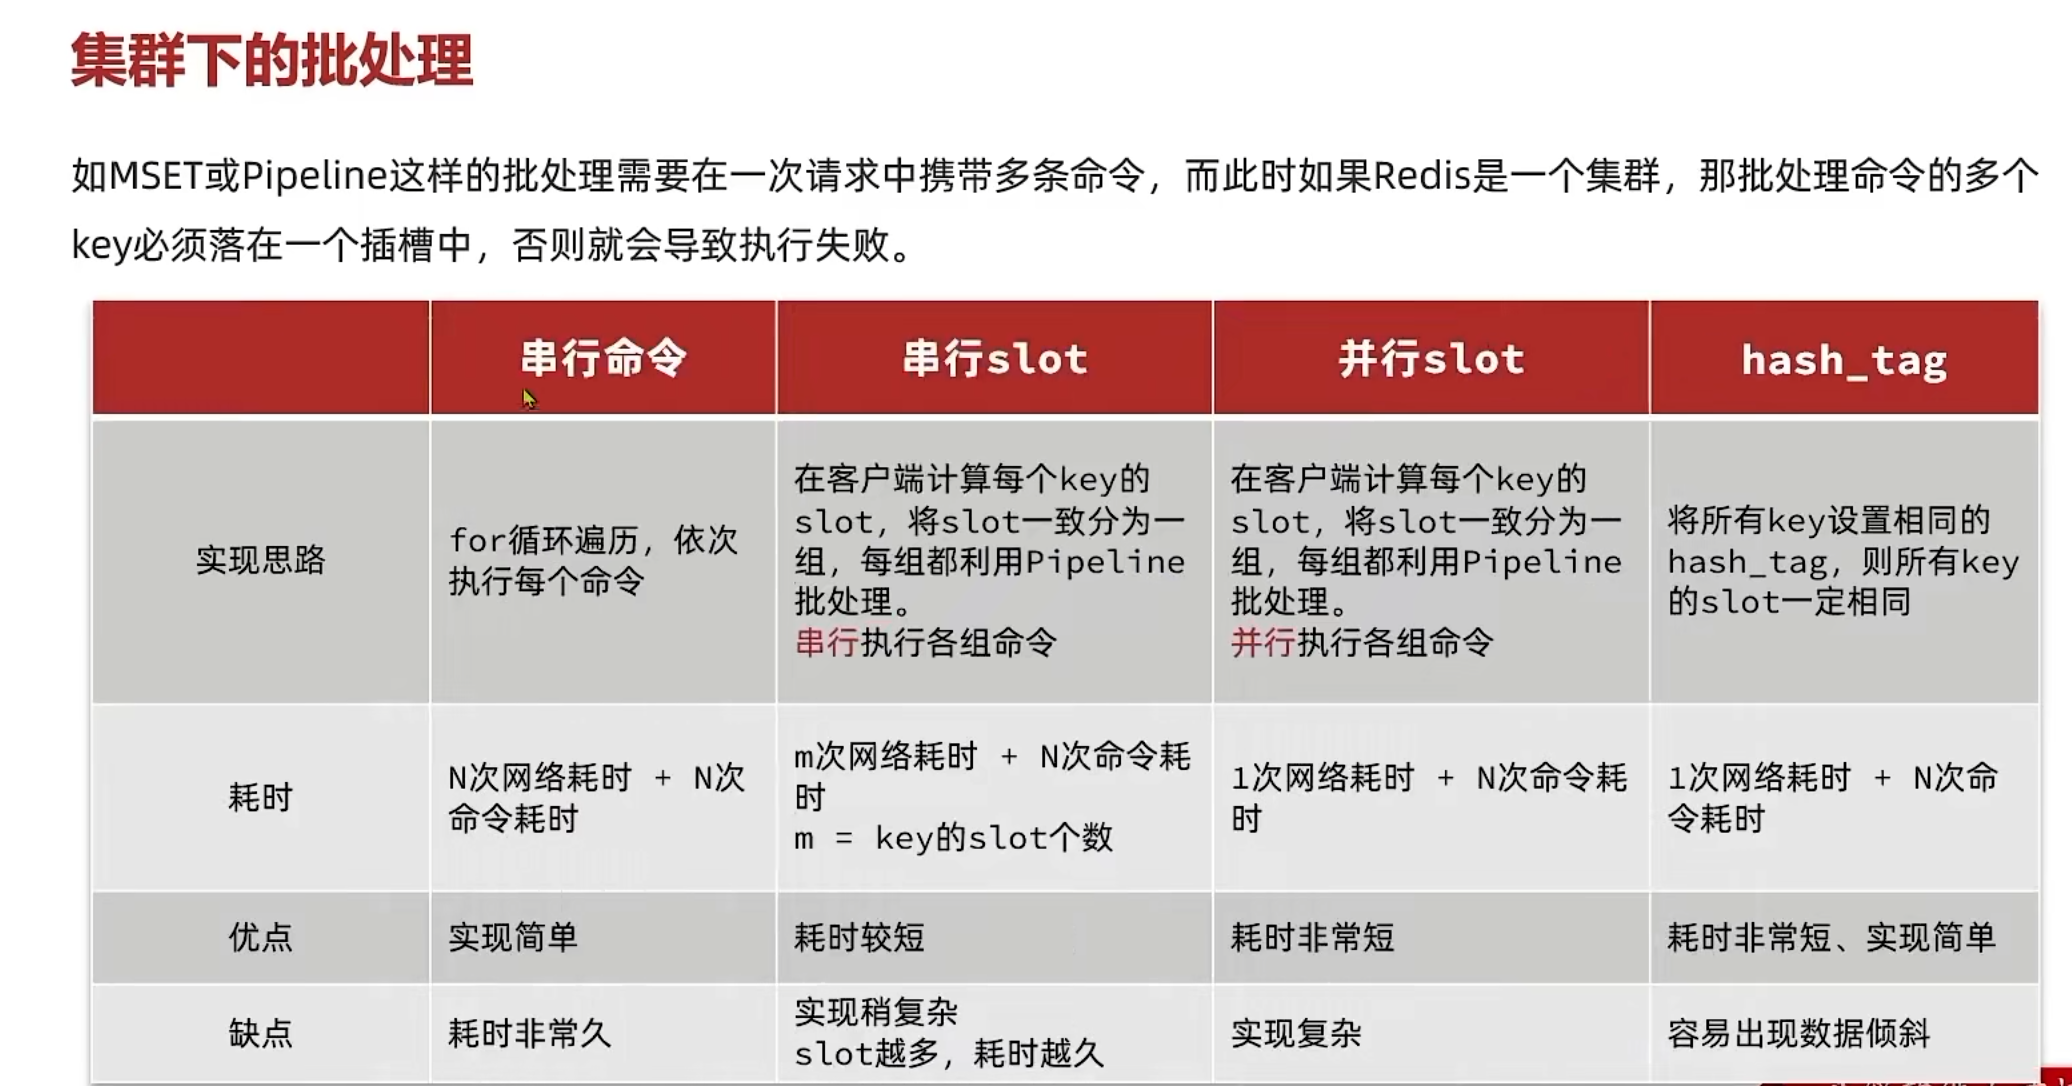 集群下的批处理
如MSET或Pipeline这样的批处理需要在一次请求中携带多条命令，而此时如果Redis是一个集群，那批处理命令的多个
key必须落在一个插槽中，否则就会导致执行失败。
串行命令 串行slot 并行slot hash_tag
实现思路
for循环遍历，依次
执行每个命令
在客户端计算每个key的
slot，将slot一致分为一
组，每组都利用Pipeline
批处理。
串行执行各组命令
在客户端计算每个key的
slot，将slot一致分为一
组，每组都利用Pipeline
批处理。
并行执行各组命令
将所有key设置相同的
hash_tag，则所有key
的slot一定相同
耗时
N次网络耗时 + N次
命令耗时
m次网络耗时 + N次命令耗
时
m = key的slot个数
1次网络耗时 + N次命令耗
时
1次网络耗时 + N次命
令耗时
优点
实现简单
耗时较短
耗时非常短
耗时非常短、实现简单
缺点
耗时非常久
实现稍复杂
slot越多，耗时越久
实现复杂
容易出现数据倾斜